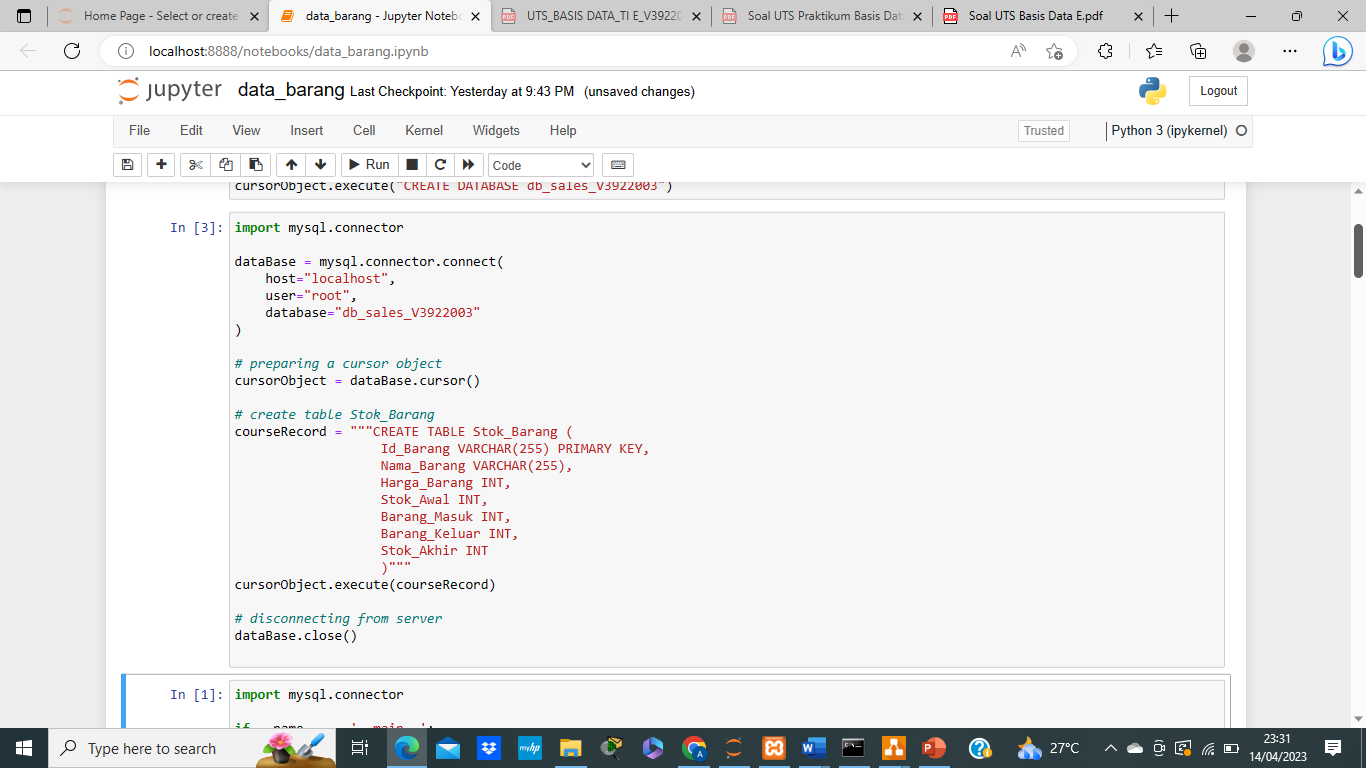 Home Page - Select or create
data_barang - Jupyter Notebo
UTS_BASIS DATA_TI E_V39220
Soal UTS Praktikum Basis Dat
Soal UTS Basis Data E.pdf
localhost:8888/notebooks/data_barang.ipynb
jupyter data_barang Last Checkpoint: Yesterday at 9:43 PM (unsaved changes)
Logout
File Edit View Insert Cell Kernel Widgets Help
Trusted
Python 3 (ipykernel)
Run
Code
cursorObject.execute("CREATE DATABASE db_sales_V3922003")
In [3]:
import mysql.connector
dataBase = mysql.connector.connect(
host="localhost",
user="root",
database="db_sales_V3922003"
)
# preparing a cursor object
cursorObject = dataBase.cursor()
# create table Stok_Barang
courseRecord = """CREATE TABLE Stok_Barang (
Id_Barang VARCHAR(255) PRIMARY KEY,
Nama_Barang VARCHAR(255),
Harga_Barang INT,
Stok_Awal INT,
Barang_Masuk INT,
Barang_Keluar INT,
Stok_Akhir INT
)"""
cursorObject.execute(courseRecord)
# disconnecting from server
dataBase.close()
In [1]:
import mysql.connector
Type here to search
27°C
23:31
14/04/2023